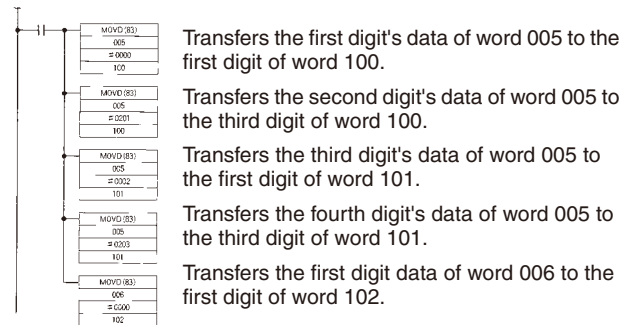 MOVD (83)
005
# 0000
100
Transfers the first digit's data of word 005 to the
first digit of word 100.
MOVD (83)
005
# 0201
100
Transfers the second digit's data of word 005 to
the third digit of word 100.
MOVD (83)
005
# 0002
101
Transfers the third digit's data of word 005 to
the first digit of word 101.
MOVD (83)
005
# 0203
101
Transfers the fourth digit's data of word 005 to
the third digit of word 101.
MOVD (83)
006
# 0000
102
Transfers the first digit data of word 006 to the
first digit of word 102.